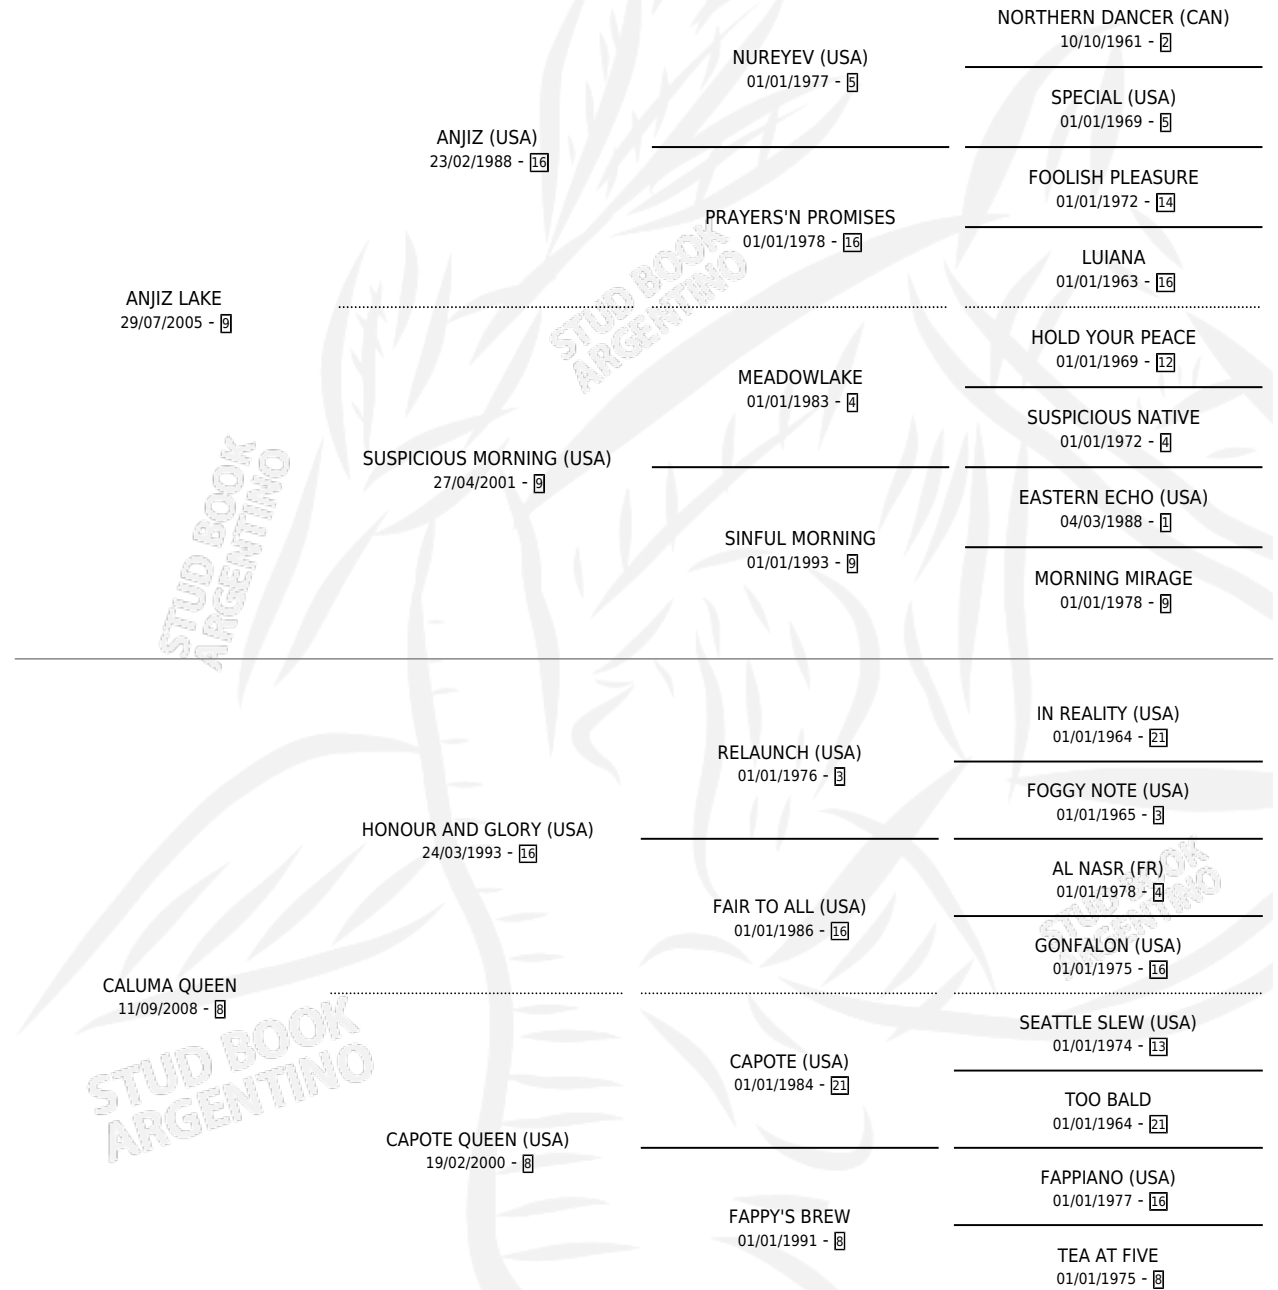 NORTHERN DANCER (CAN)
10/10/1961 - 2
NUREYEV (USA)
01/01/1977 - 5
SPECIAL (USA)
01/01/1969 - 5
ANJIZ (USA)
23/02/1988 - 16
FOOLISH PLEASURE
01/01/1972 - 14
PRAYERS'N PROMISES
01/01/1978 - 16
LUIANA
01/01/1963 - 16
ANJIZ LAKE
29/07/2005 - 9
HOLD YOUR PEACE
01/01/1969 - 12
MEADOWLAKE
01/01/1983 - 4
SUSPICIOUS NATIVE
01/01/1972 - 4
SUSPICIOUS MORNING (USA)
27/04/2001 - 9
EASTERN ECHO (USA)
04/03/1988 - 1
SINFUL MORNING
01/01/1993 - 9
MORNING MIRAGE
01/01/1978 - 9
STUD BOOK
ARGENTINO
STUD BOOK
ARGENTINO
IN REALITY (USA)
01/01/1964 - 21
RELAUNCH (USA)
01/01/1976 - 3
FOGGY NOTE (USA)
01/01/1965 - 3
HONOUR AND GLORY (USA)
24/03/1993 - 16
AL NASR (FR)
01/01/1978 - 4
FAIR TO ALL (USA)
01/01/1986 - 16
GONFALON (USA)
01/01/1975 - 16
CALUMA QUEEN
11/09/2008 - 8
SEATTLE SLEW (USA)
01/01/1974 - 13
CAPOTE (USA)
01/01/1984 - 21
TOO BALD
01/01/1964 - 21
CAPOTE QUEEN (USA)
19/02/2000 - 8
FAPPIANO (USA)
01/01/1977 - 16
FAPPY'S BREW
01/01/1991 - 8
TEA AT FIVE
01/01/1975 - 8
STUD BOOK
ARGENTINO
STUD BOOK
ARGENTINO